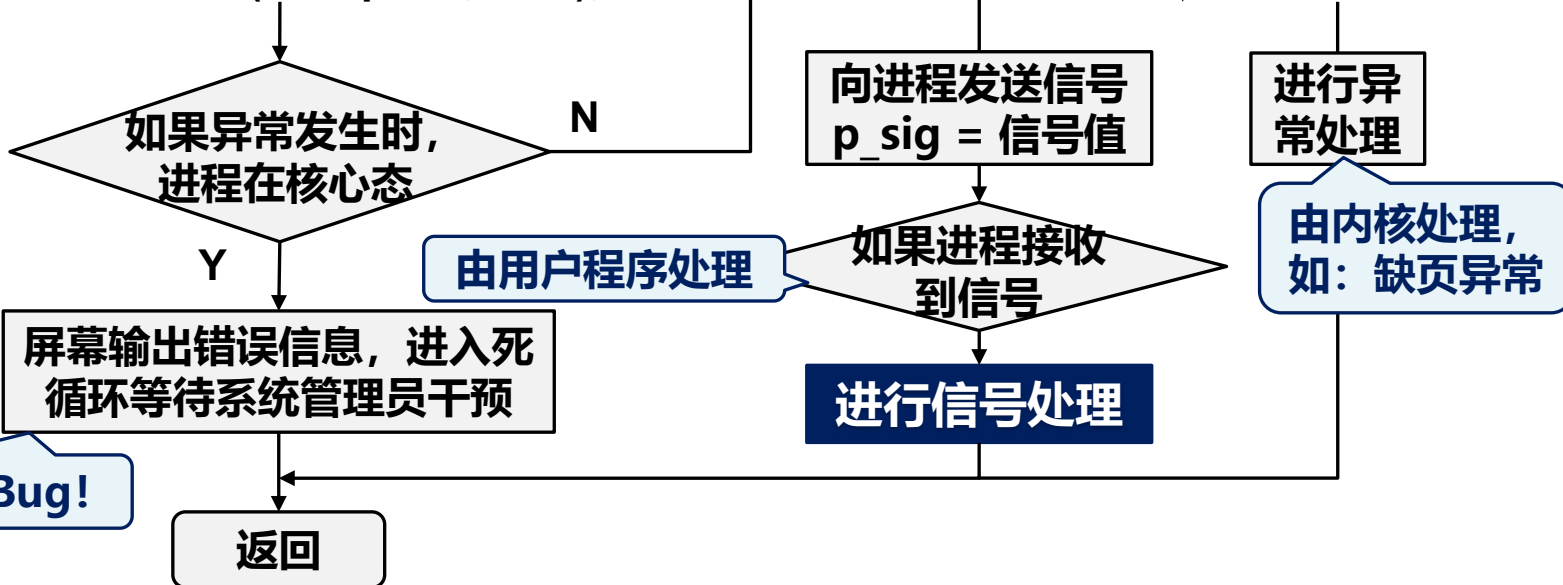 如果异常发生时，
进程在核心态
N
Y
屏幕输出错误信息，进入死
循环等待系统管理员干预
Bug！
返回
向进程发送信号
p_sig = 信号值
如果进程接收
到信号
由用户程序处理
进行信号处理
进行异
常处理
由内核处理，
如：缺页异常